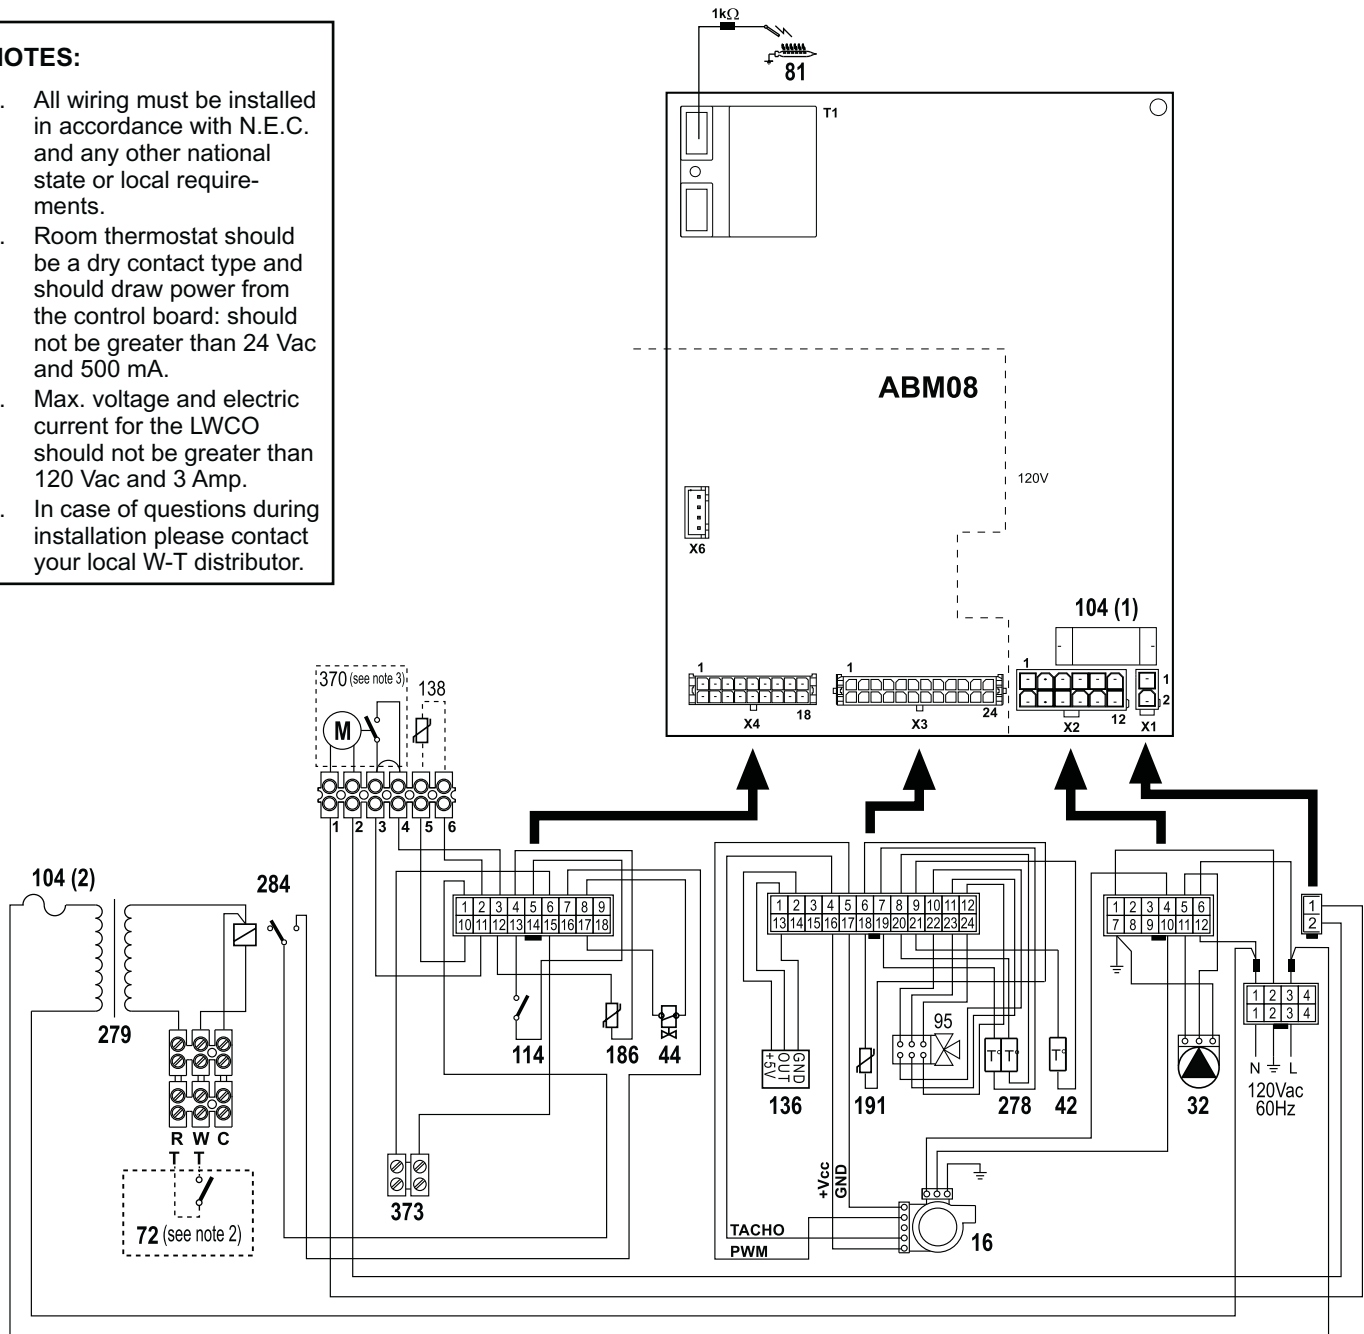 1kΩ
81
NOTES:
. All wiring must be installed
in accordance with N.E.C.
and any other national
state or local require-
ments.
. Room thermostat should
be a dry contact type and
should draw power from
the control board: should
not be greater than 24 Vac
and 500 mA.
. Max. voltage and electric
current for the LWCO
should not be greater than
120 Vac and 3 Amp.
. In case of questions during
installation please contact
your local W-T distributor.
T1
ABM08
120V
X6
104 (1)
1
18
X4
1
24
X3
1
12
X2
1
2
X1
370 (see note 3)
138
M
1 2 3 4 5 6
104 (2)
284
279
R W C
T T
72 (see note 2)
1 2 3 4 5 6 7 8 9
10 11 12 13 14 15 16 17 18
114
186
44
373
1 2 3 4 5 6 7 8 9 10 11 12
13 14 15 16 17 18 19 20 21 22 23 24
+5V
OUT
GND
136
191
95
T° T°
278
T°
42
1 2 3 4 5 6
7 8 9 10 11 12
32
1
2
1 2 3 4
1 2 3 4
N L
120Vac
60Hz
+Vcc
GND
TACHO
PWM
16